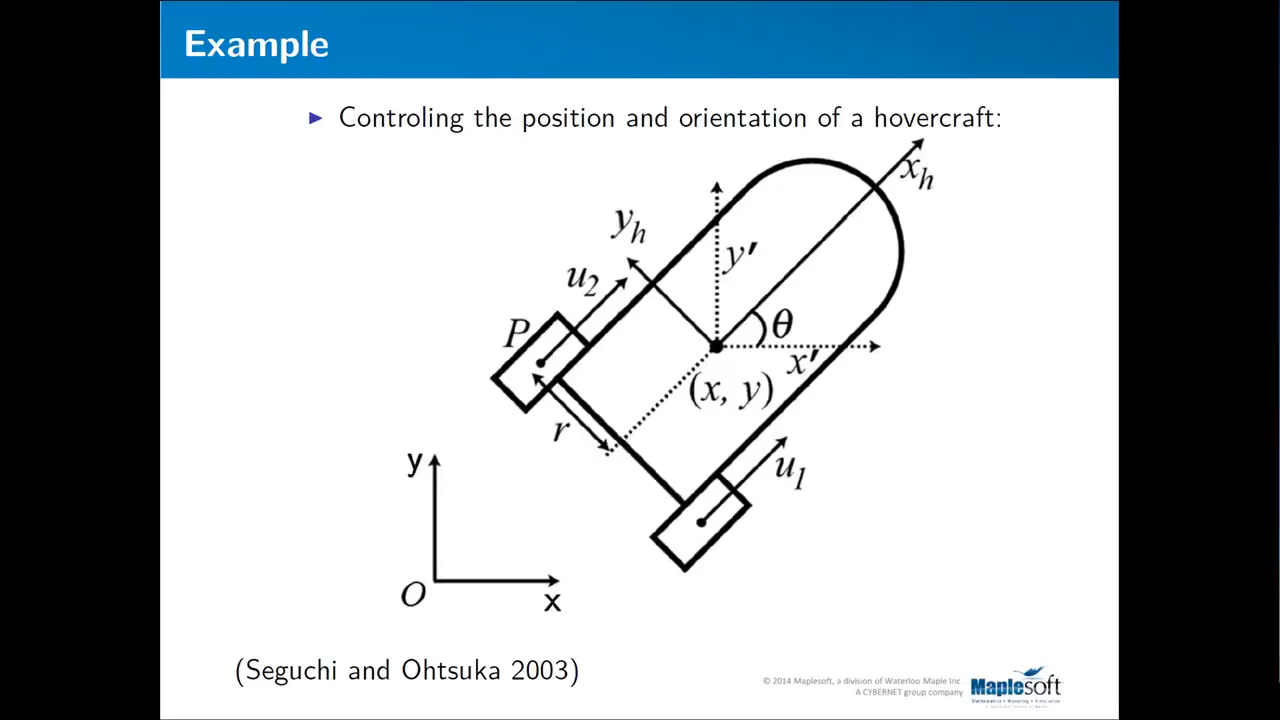 Example
▶ Controling the position and orientation of a hovercraft:
x_h
y_h
y'
u_2
P
θ
x'
(x, y)
r
y
u_1
O
x
(Seguchi and Ohtsuka 2003)
© 2014 Maplesoft, a division of Waterloo Maple Inc
A CYBERNET group company
Maplesoft